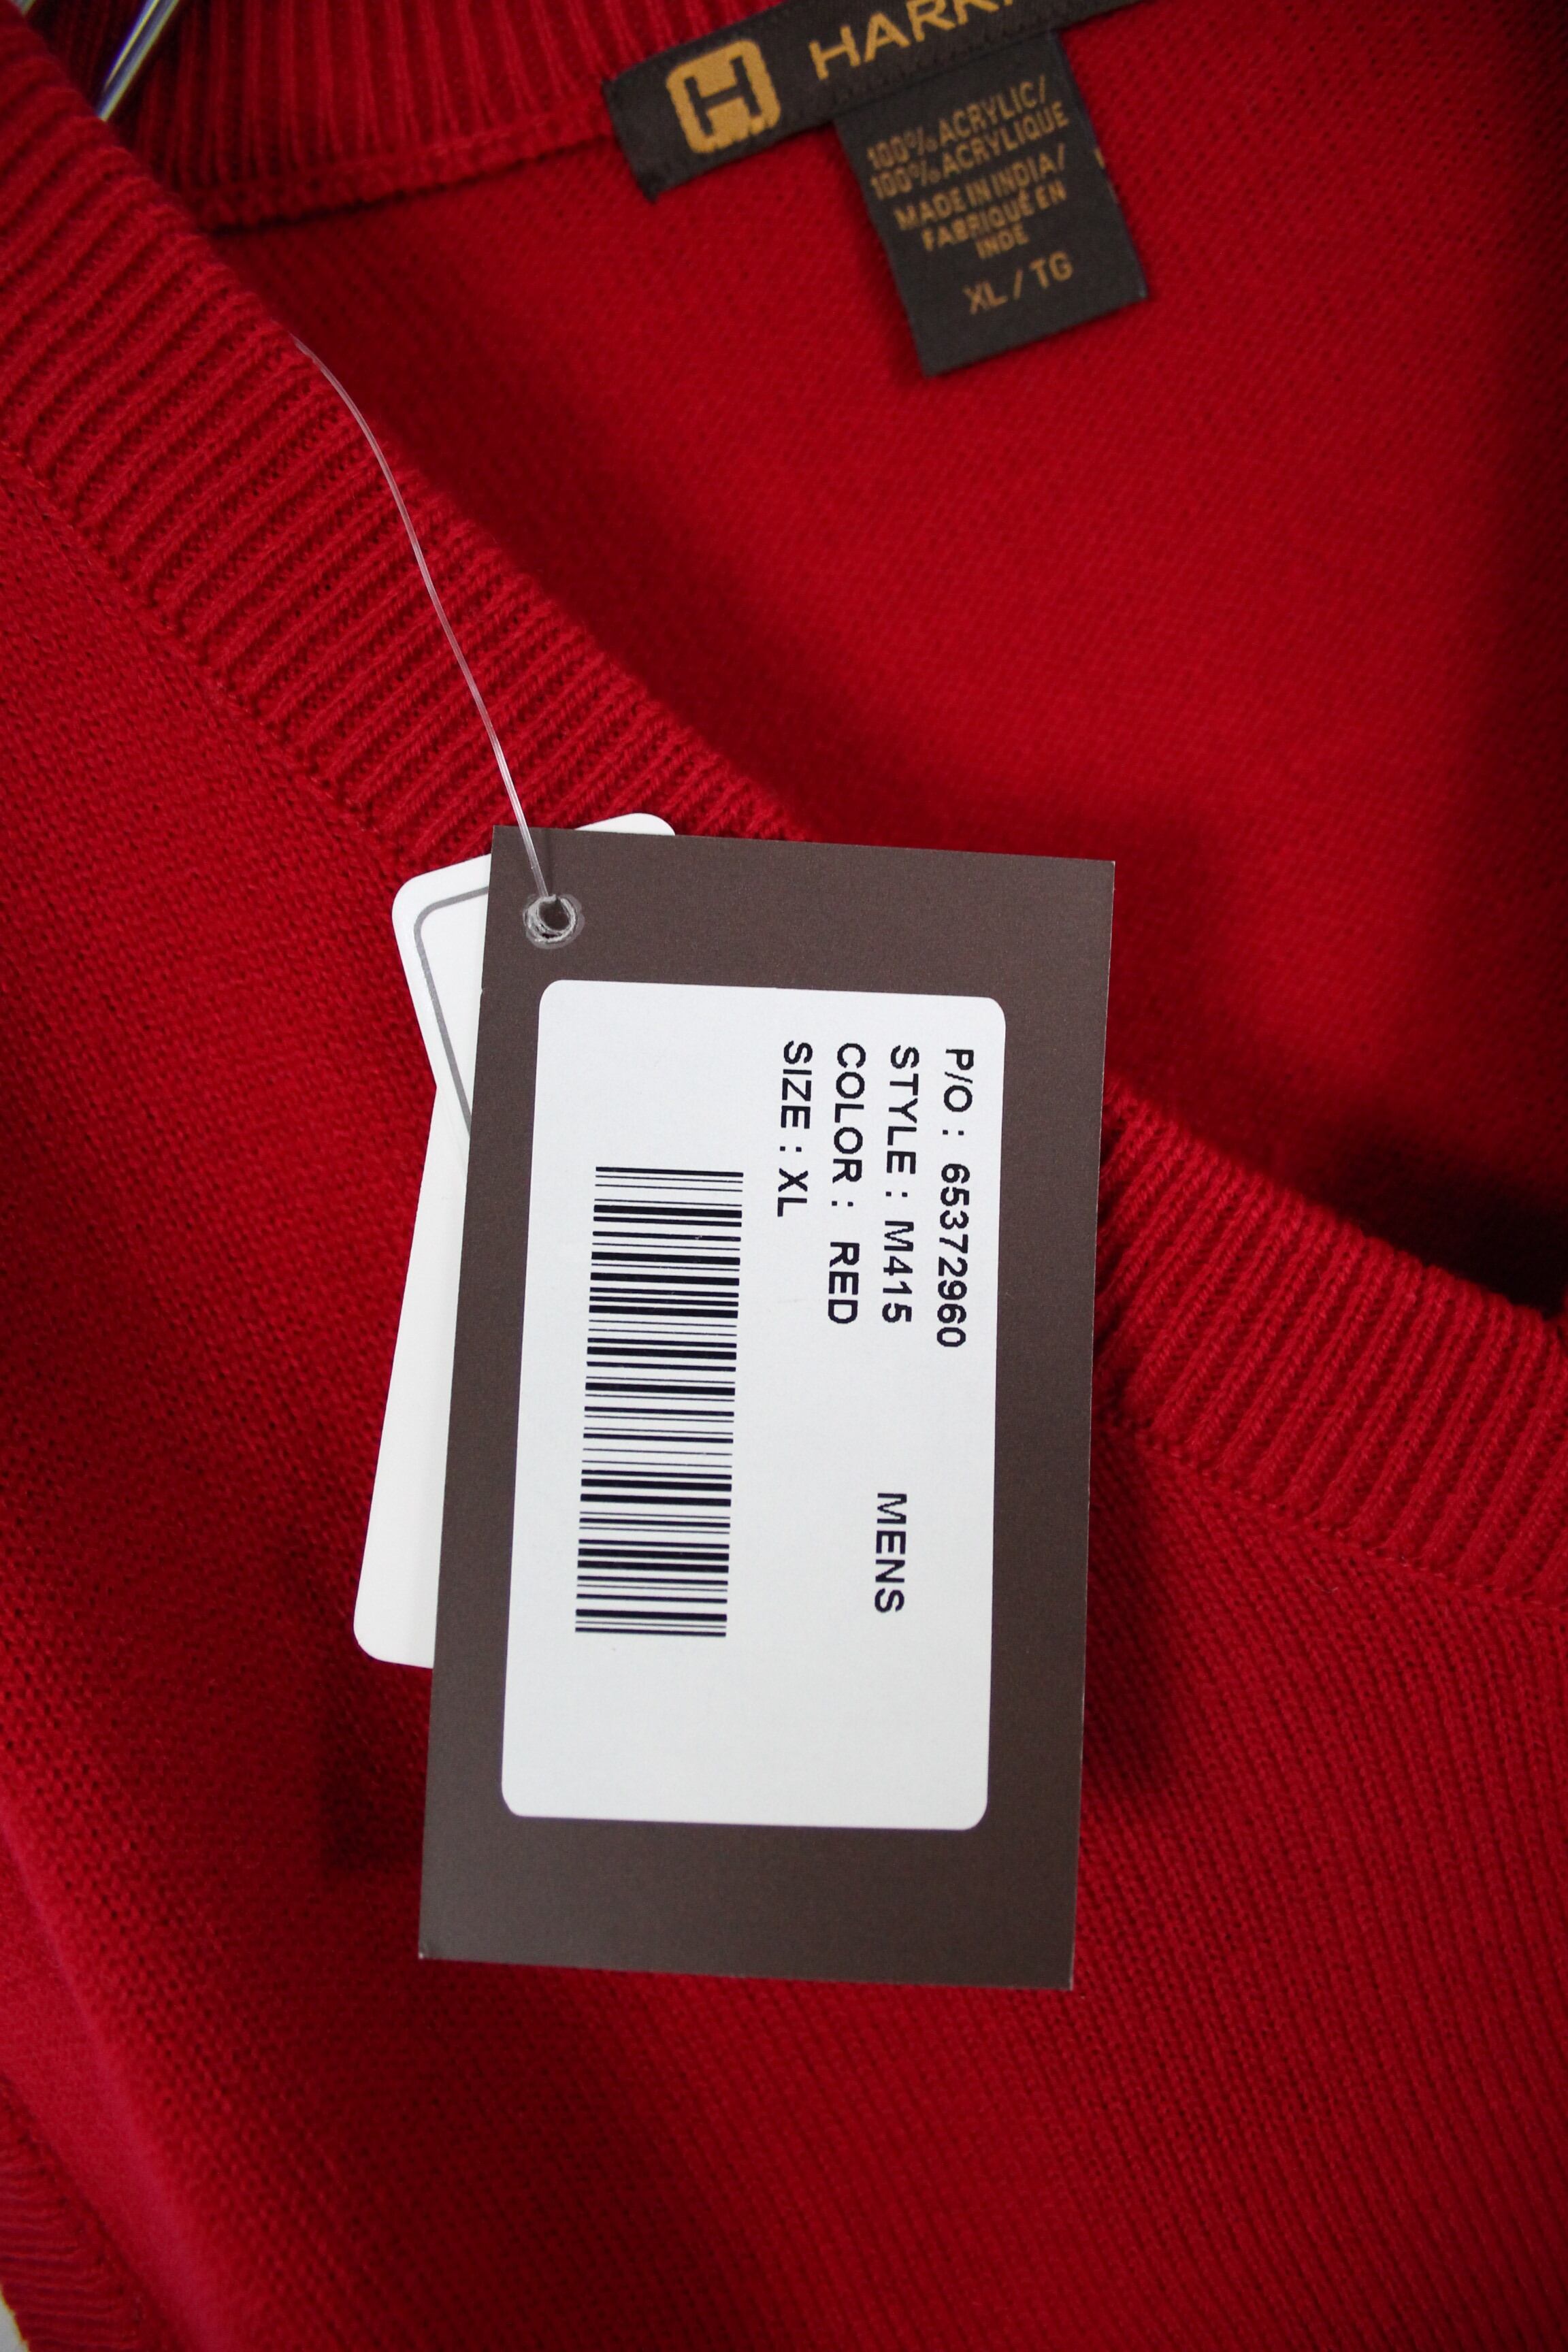 H
100% ACRYLIC/
100% ACRYLIQUE
MADE IN INDIA/
FABRIQUÉ EN
INDE
XL / TG
P/O : 65372960
STYLE : M415 MENS
COLOR : RED
SIZE : XL